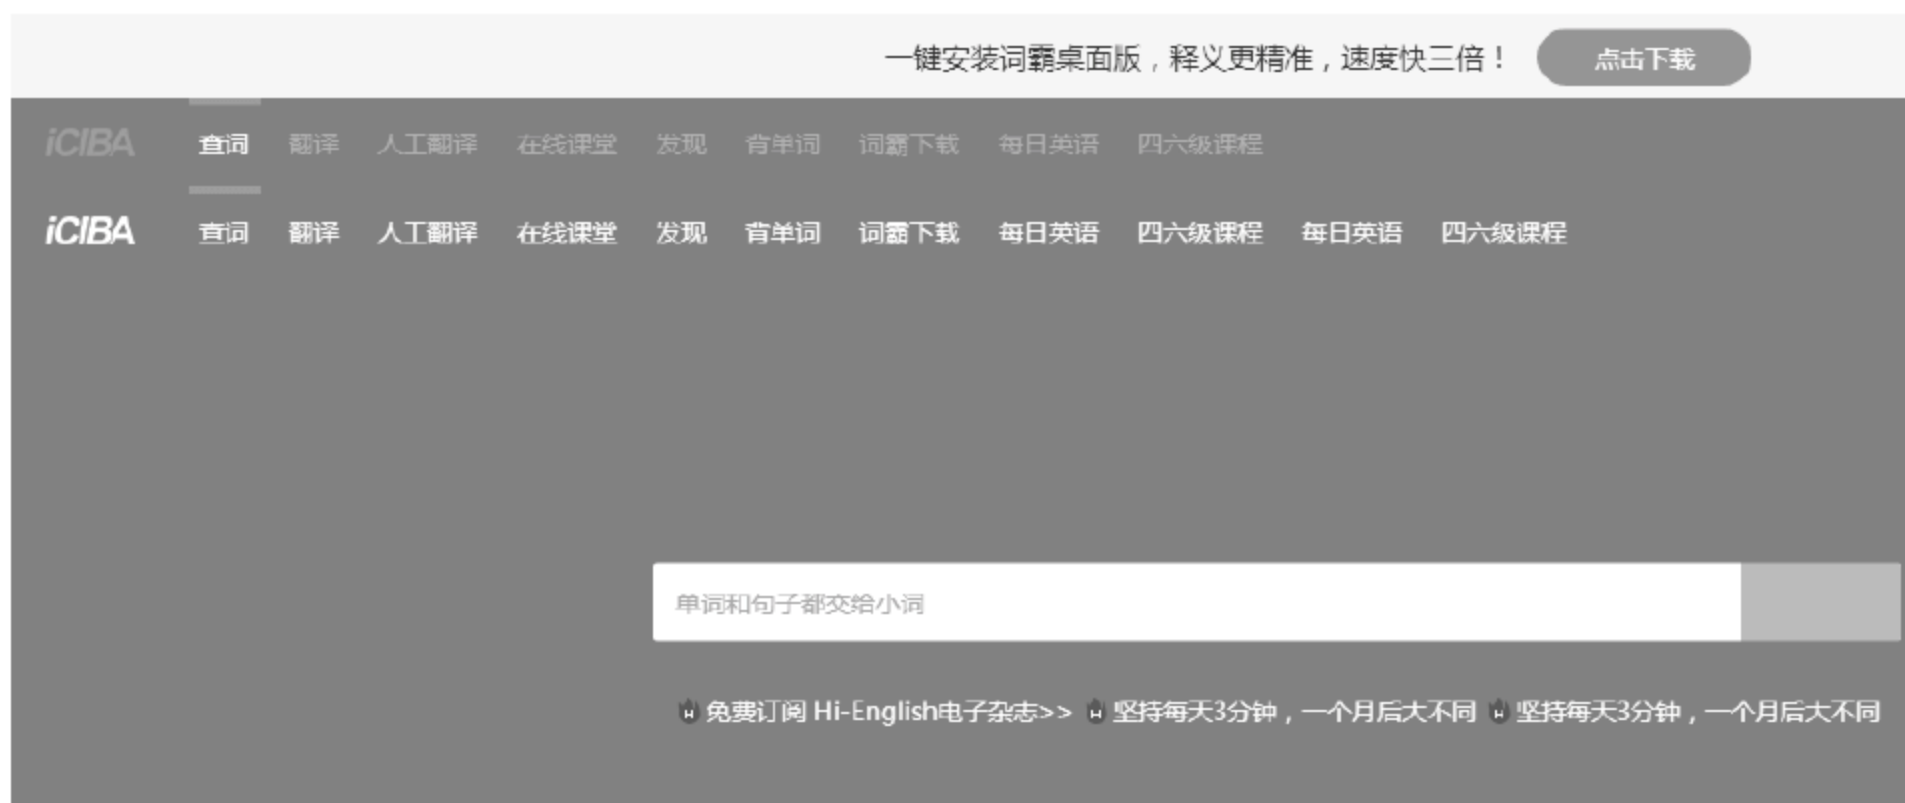 一键安装词霸桌面版，释义更精准，速度快三倍！ 点击下载
iCIBA 查词 翻译 人工翻译 在线课堂 发现 背单词 词霸下载 每日英语 四六级课程
iCIBA 查词 翻译 人工翻译 在线课堂 发现 背单词 词霸下载 每日英语 四六级课程 每日英语 四六级课程
单词和句子都交给小词
H 免费订阅 Hi-English电子杂志>> H 坚持每天3分钟，一个月后大不同 H 坚持每天3分钟，一个月后大不同